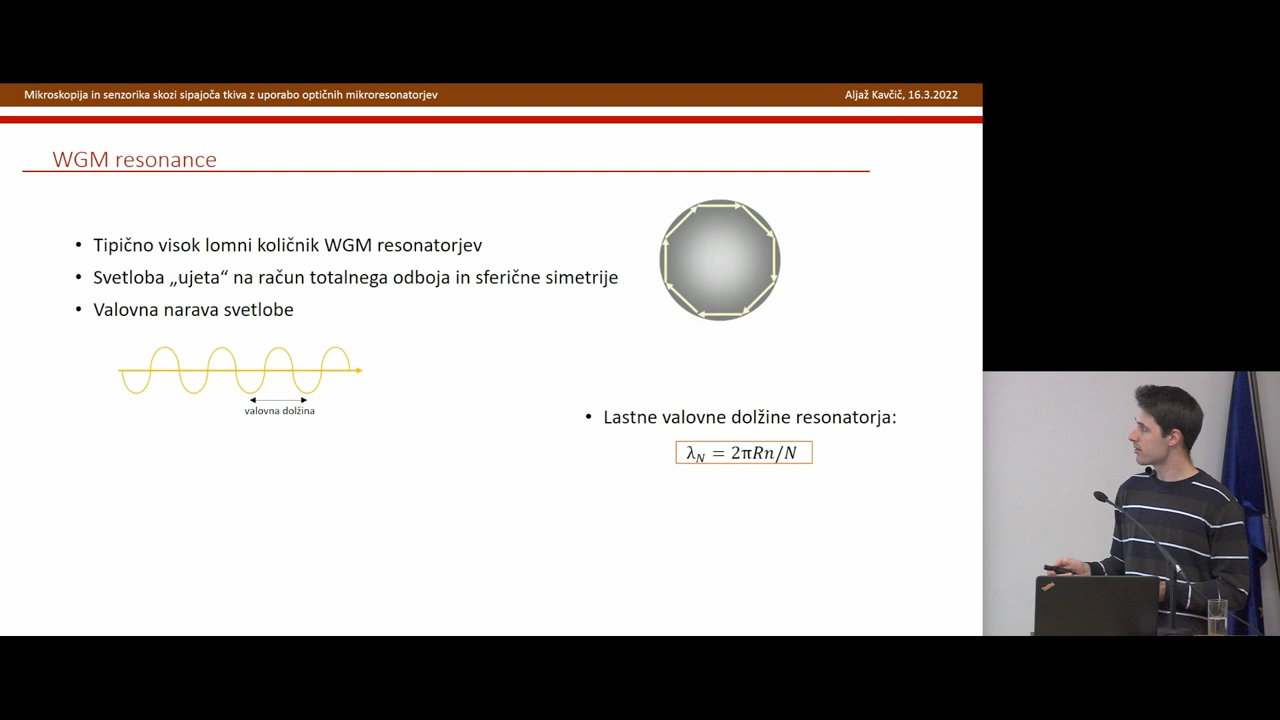 Mikroskopija in senzorika skozi sipajoča tkiva z uporabo optičnih mikroresonatorjev
Aljaž Kavčič, 16.3.2022
WGM resonance
• Tipično visok lomni količnik WGM resonatorjev
• Svetloba „ujeta“ na račun totalnega odboja in sferične simetrije
• Valovna narava svetlobe
valovna dolžina
• Lastne valovne dolžine resonatorja:
λ_N = 2πRn/N